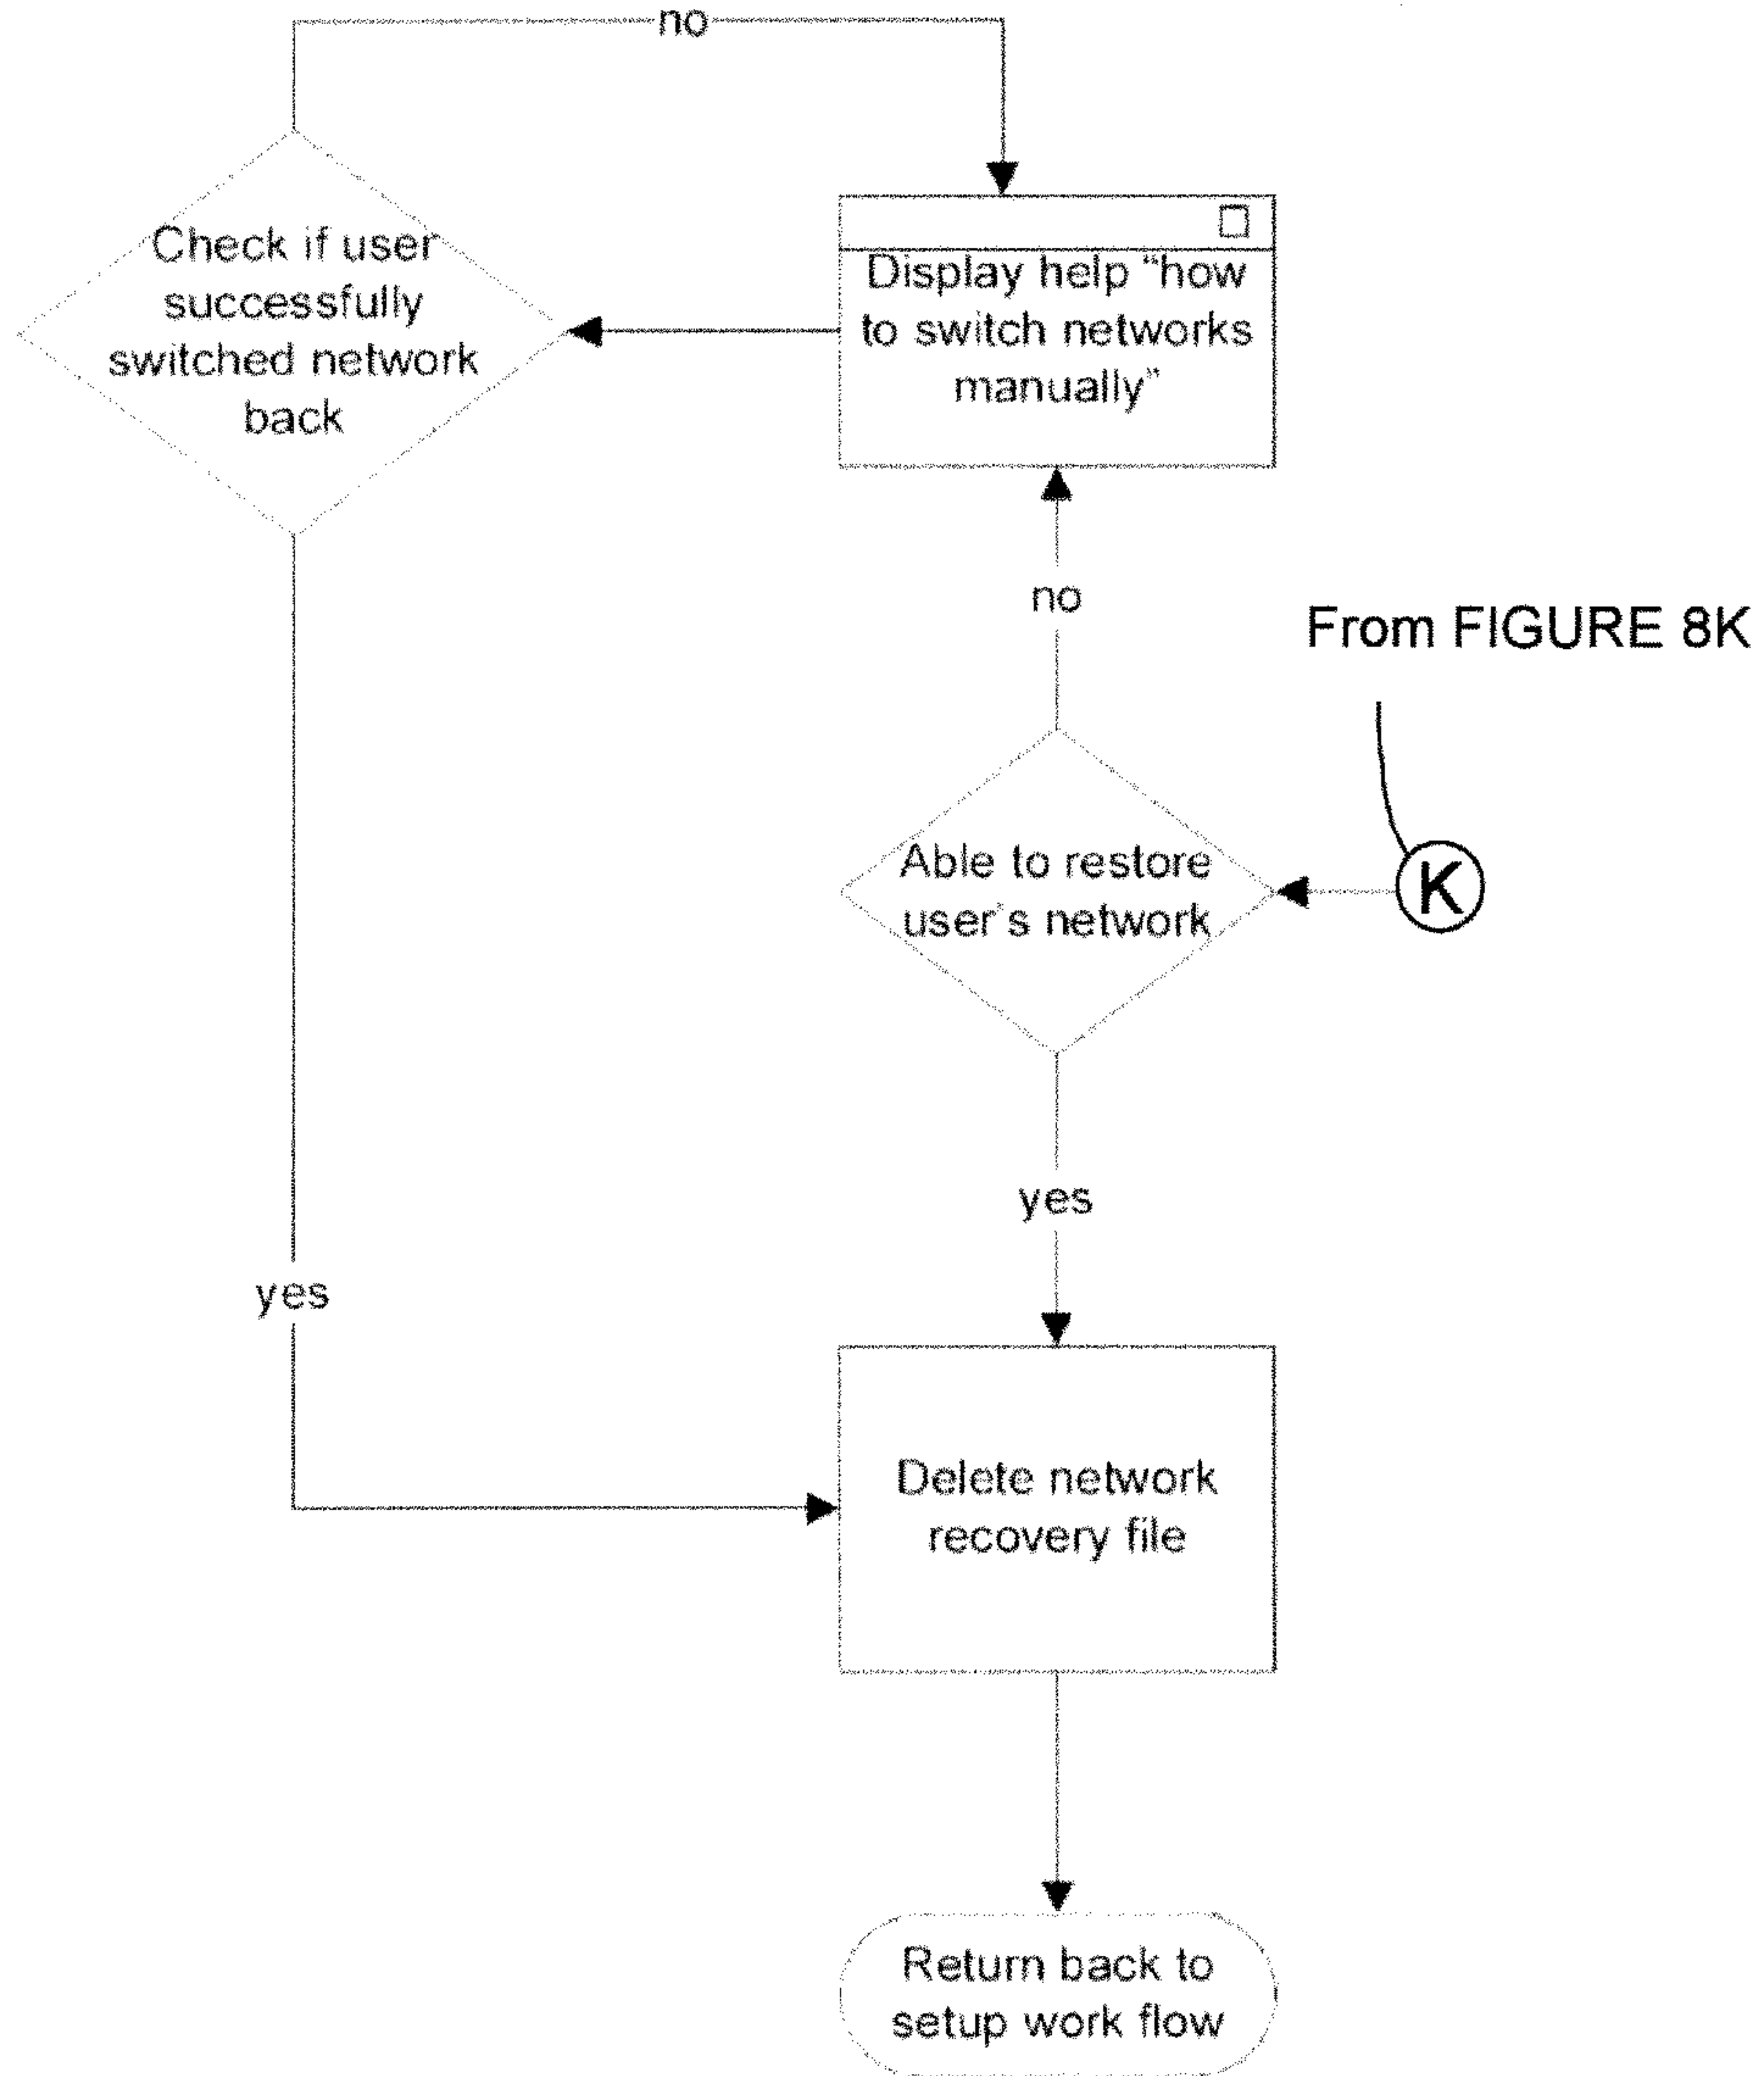 no
Check if user
successfully
switched network
back
Display help “how
to switch networks
manually”
no
From FIGURE 8K
Able to restore
user's network
K
yes
yes
Delete network
recovery file
Return back to
setup work flow